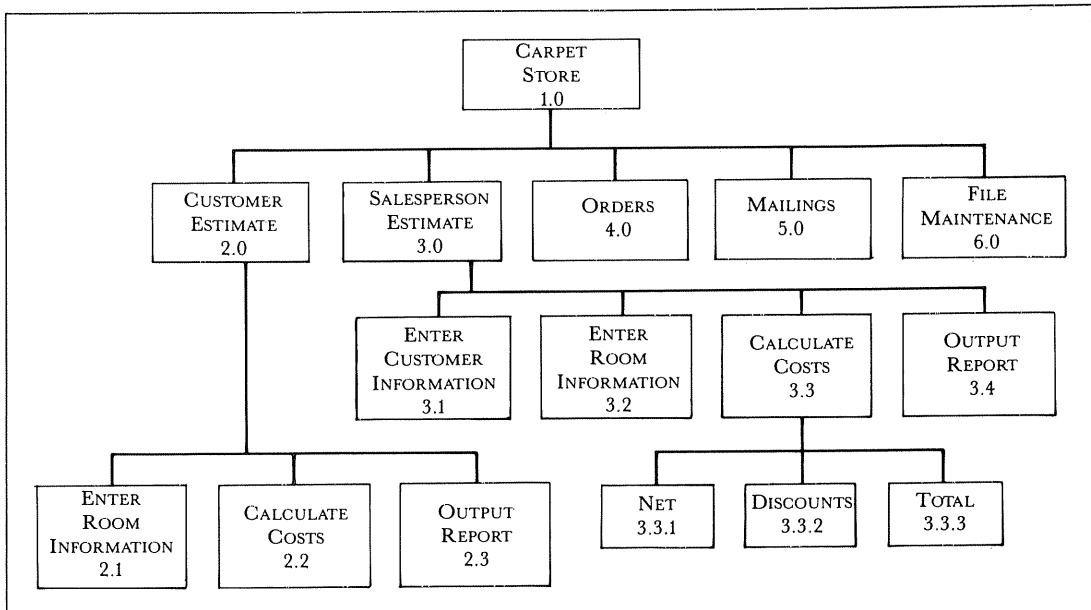 CARPET
STORE
1.0
CUSTOMER
ESTIMATE
2.0
SALESPERSON
ESTIMATE
3.0
ORDERS
4.0
MAILINGS
5.0
FILE
MAINTENANCE
6.0
ENTER
CUSTOMER
INFORMATION
3.1
ENTER
ROOM
INFORMATION
3.2
CALCULATE
COSTS
3.3
OUTPUT
REPORT
3.4
ENTER
ROOM
INFORMATION
2.1
CALCULATE
COSTS
2.2
OUTPUT
REPORT
2.3
NET
3.3.1
DISCOUNTS
3.3.2
TOTAL
3.3.3